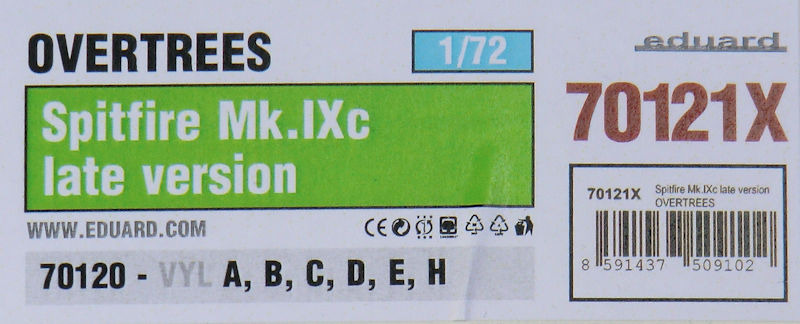 OVERTREES
1/72
eduard
Spitfire Mk.IXc
late version
70121X
WWW.EDUARD.COM
CE
70120 - VYL A, B, C, D, E, H
70121X Spitfire Mk.IXc late version
OVERTREES
8 591437 509102